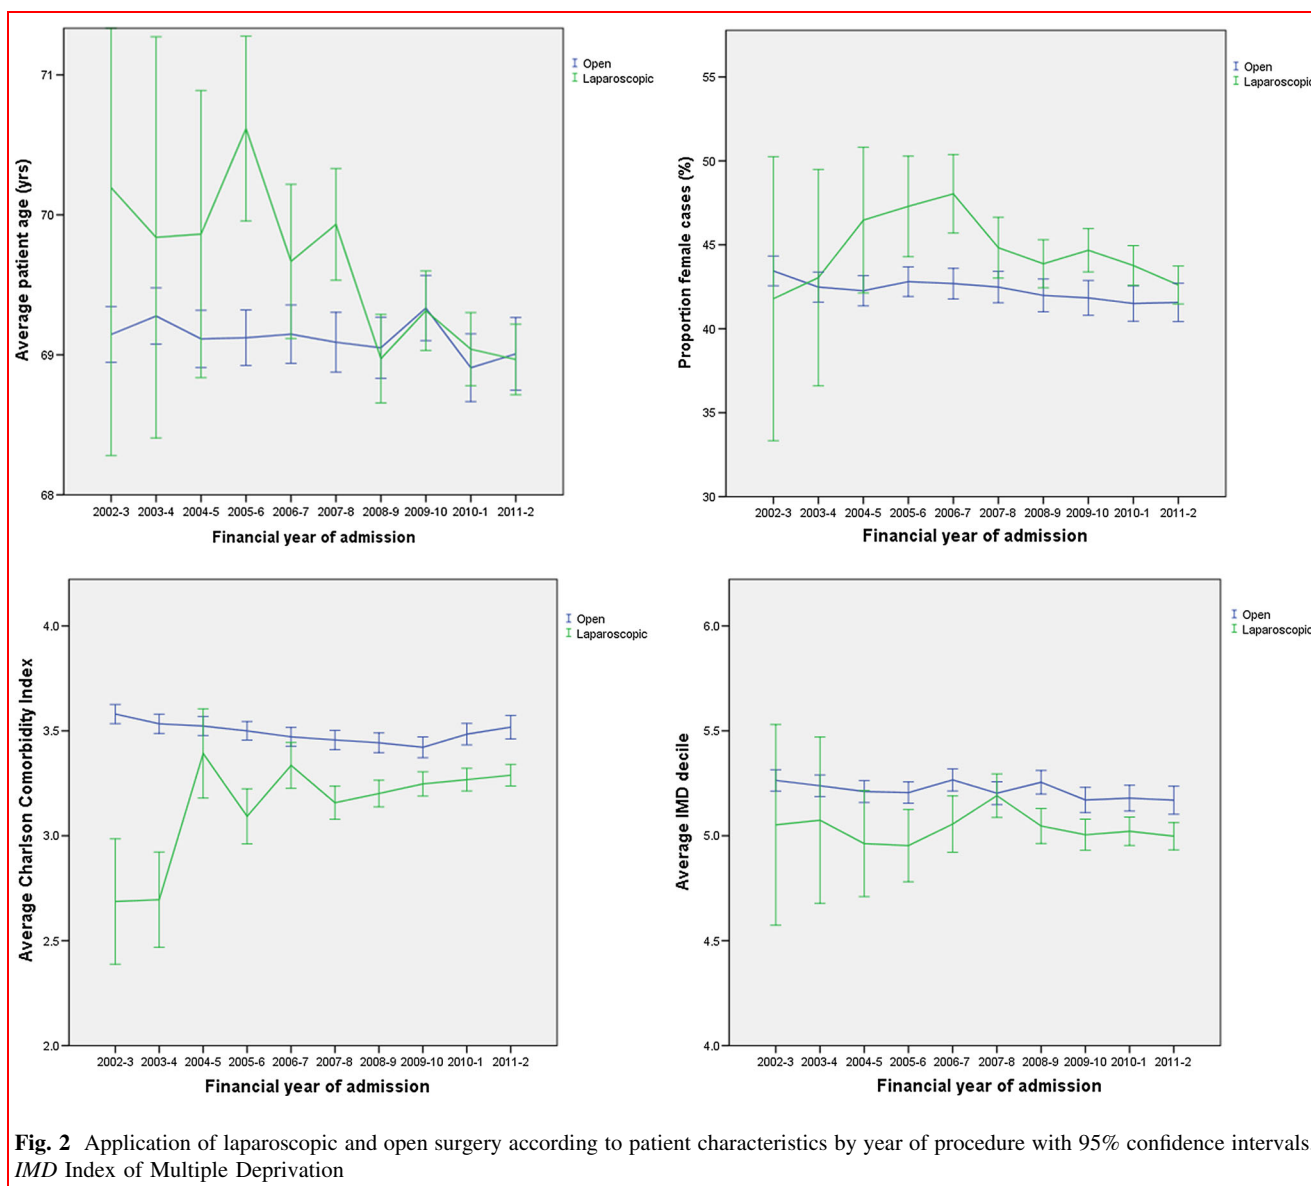 71
70
69
68
Average patient age (yrs)
2002-3 2003-4 2004-5 2005-6 2006-7 2007-8 2008-9 2009-10 2010-1 2011-2
Financial year of admission
Open
Laparoscopic
55
50
45
40
35
30
Proportion female cases (%)
2002-3 2003-4 2004-5 2005-6 2006-7 2007-8 2008-9 2009-10 2010-1 2011-2
Financial year of admission
Open
Laparoscopic
4.0
3.5
3.0
2.5
2.0
Average Charlson Comorbidity Index
2002-3 2003-4 2004-5 2005-6 2006-7 2007-8 2008-9 2009-10 2010-1 2011-2
Financial year of admission
Open
Laparoscopic
6.0
5.5
5.0
4.5
4.0
Average IMD decile
2002-3 2003-4 2004-5 2005-6 2006-7 2007-8 2008-9 2009-10 2010-1 2011-2
Financial year of admission
Open
Laparoscopic
Fig. 2 Application of laparoscopic and open surgery according to patient characteristics by year of procedure with 95% confidence intervals.
IMD Index of Multiple Deprivation